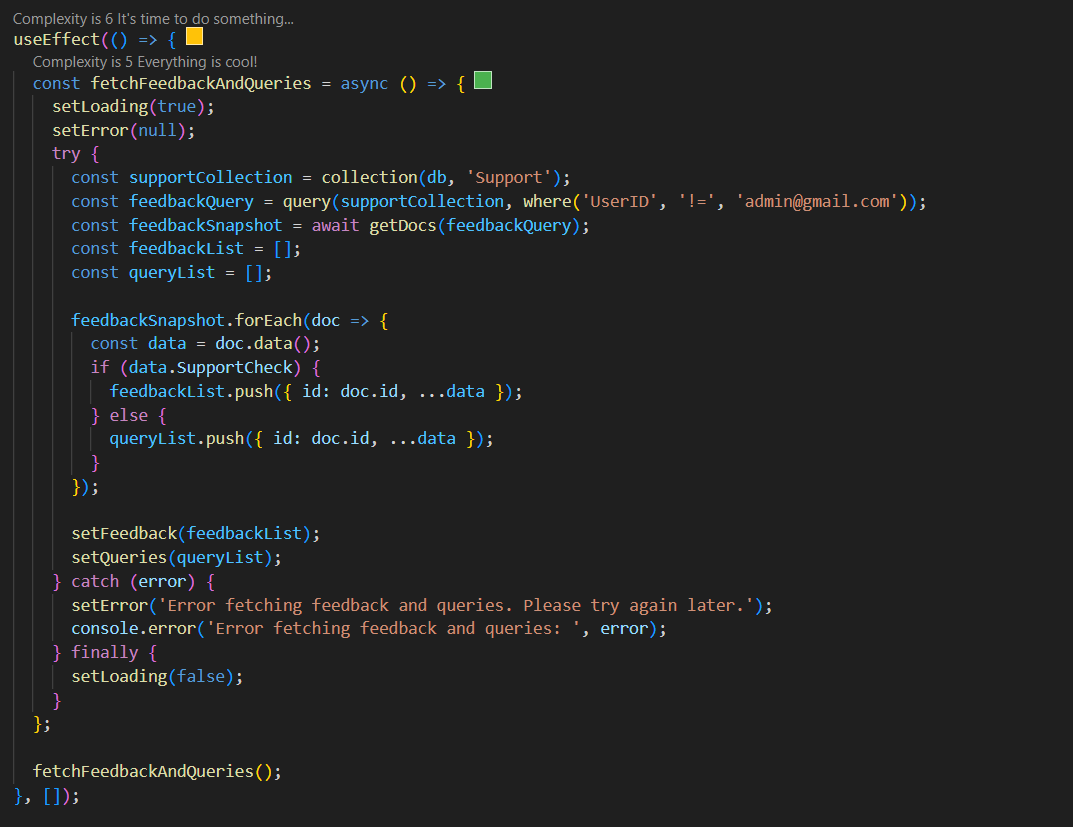 Complexity is 6 It's time to do something...
useEffect(() => {
Complexity is 5 Everything is cool!
const fetchFeedbackAndQueries = async () => {
setLoading(true);
setError(null);
try {
const supportCollection = collection(db, 'Support');
const feedbackQuery = query(supportCollection, where('UserID', '!=', 'admin@gmail.com'));
const feedbackSnapshot = await getDocs(feedbackQuery);
const feedbackList = [];
const queryList = [];
feedbackSnapshot.forEach(doc => {
const data = doc.data();
if (data.SupportCheck) {
feedbackList.push({ id: doc.id, ...data });
} else {
queryList.push({ id: doc.id, ...data });
}
});
setFeedback(feedbackList);
setQueries(queryList);
} catch (error) {
setError('Error fetching feedback and queries. Please try again later.');
console.error('Error fetching feedback and queries: ', error);
} finally {
setLoading(false);
}
};
fetchFeedbackAndQueries();
}, []);